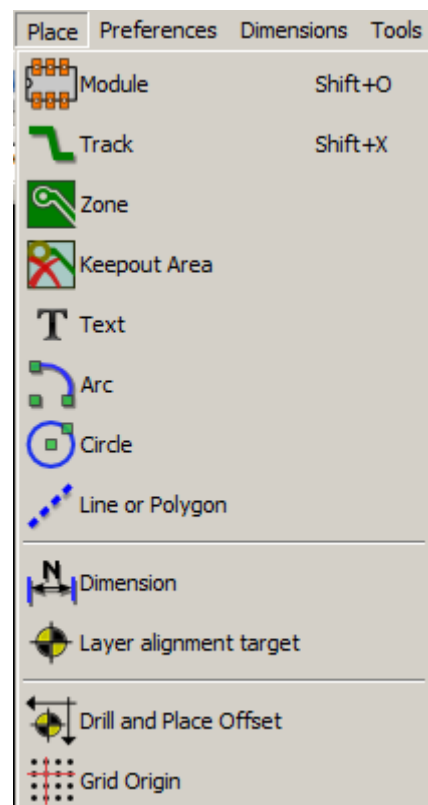 Place Preferences Dimensions Tools
Module Shift+O
Track Shift+X
Zone
Keepout Area
Text
Arc
Circle
Line or Polygon
Dimension
Layer alignment target
Drill and Place Offset
Grid Origin